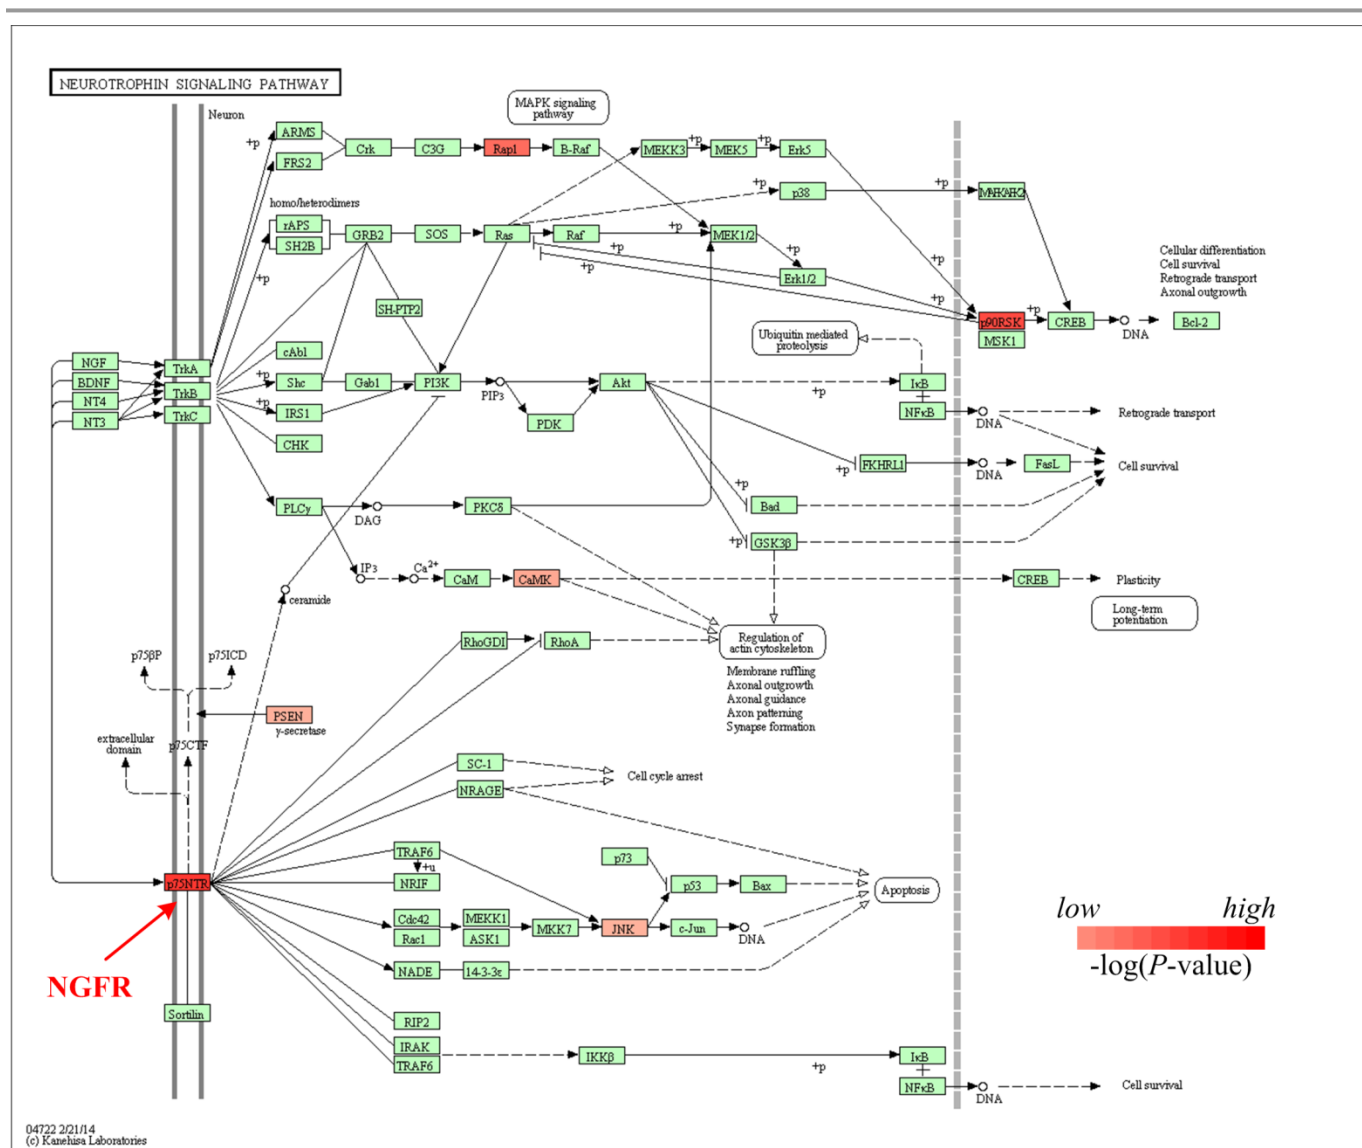 NEUROTROPHIN SIGNALING PATHWAY
Neuron
MAPK signaling
pathway
+p
ARMS
FRS2
Crk
C3G
Rap1
B-Raf
MEKK3
+p
MEK5
+p
Erk5
+p
p38
+p
MAPKAPK2
homo/heterodimers
rAPS
SH2B
+p
GRB2
SOS
Ras
Raf
+p
MEK1/2
+p
+p
+p
Erk1/2
+p
+p
SH-PTP2
Cellular differentiation
Cell survival
Retrograde transport
Axonal outgrowth
p90RSK
MSK1
+p
CREB
DNA
Bcl-2
Ubiquitin mediated
proteolysis
NGF
BDNF
NT4
NT3
TrkA
TrkB
TrkC
cAbl
+p
Shc
Gab1
+p
IRS1
CHK
PI3K
PIP3
PDK
Akt
+p
IκB
NFκB
DNA
Retrograde transport
+p
FKHRL1
DNA
FasL
Cell survival
PLCγ
DAG
PKCδ
+p
Bad
+p
GSK3β
IP3
Ca2+
CaM
CaMK
CREB
Plasticity
Long-term
potentiation
ceramide
RhoGDI
RhoA
Regulation of
actin cytoskeleton
Membrane ruffling
Axonal outgrowth
Axonal guidance
Axon patterning
Synapse formation
p75βP
p75ICD
PSEN
γ-secretase
extracellular
domain
p75CTF
SC-1
NRAGE
Cell cycle arrest
TRAF6
+u
NRIF
p73
p53
Bax
Apoptosis
p75NTR
NGFR
Cdc42
Rac1
MEKK1
ASK1
MKK7
JNK
c-Jun
DNA
NADE
14-3-3ε
low
high
-log(P-value)
Sortilin
RIP2
IRAK
TRAF6
IKKβ
+p
IκB
NFκB
DNA
Cell survival
04722 2/21/14
(c) Kanehisa Laboratories